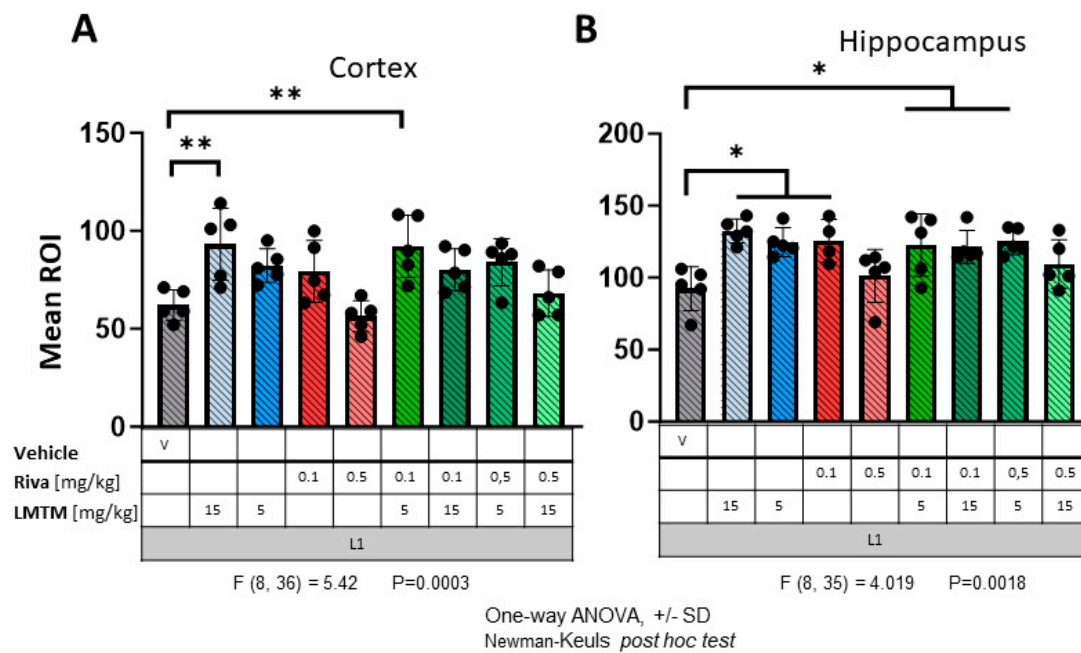 A
B
Cortex
Hippocampus
**
**
*
*
Mean ROI
150
100
50
0
200
150
100
50
0
Vehicle V V
Riva [mg/kg] 0.1 0.5 0.1 0.1 0,5 0.5 0.1 0.5 0.1 0.1 0,5 0.5
LMTM [mg/kg] 15 5 5 15 5 15 15 5 5 15 5 15
L1 L1
F (8, 36) = 5.42 P=0.0003 F (8, 35) = 4.019 P=0.0018
One-way ANOVA, +/- SD
Newman-Keuls post hoc test